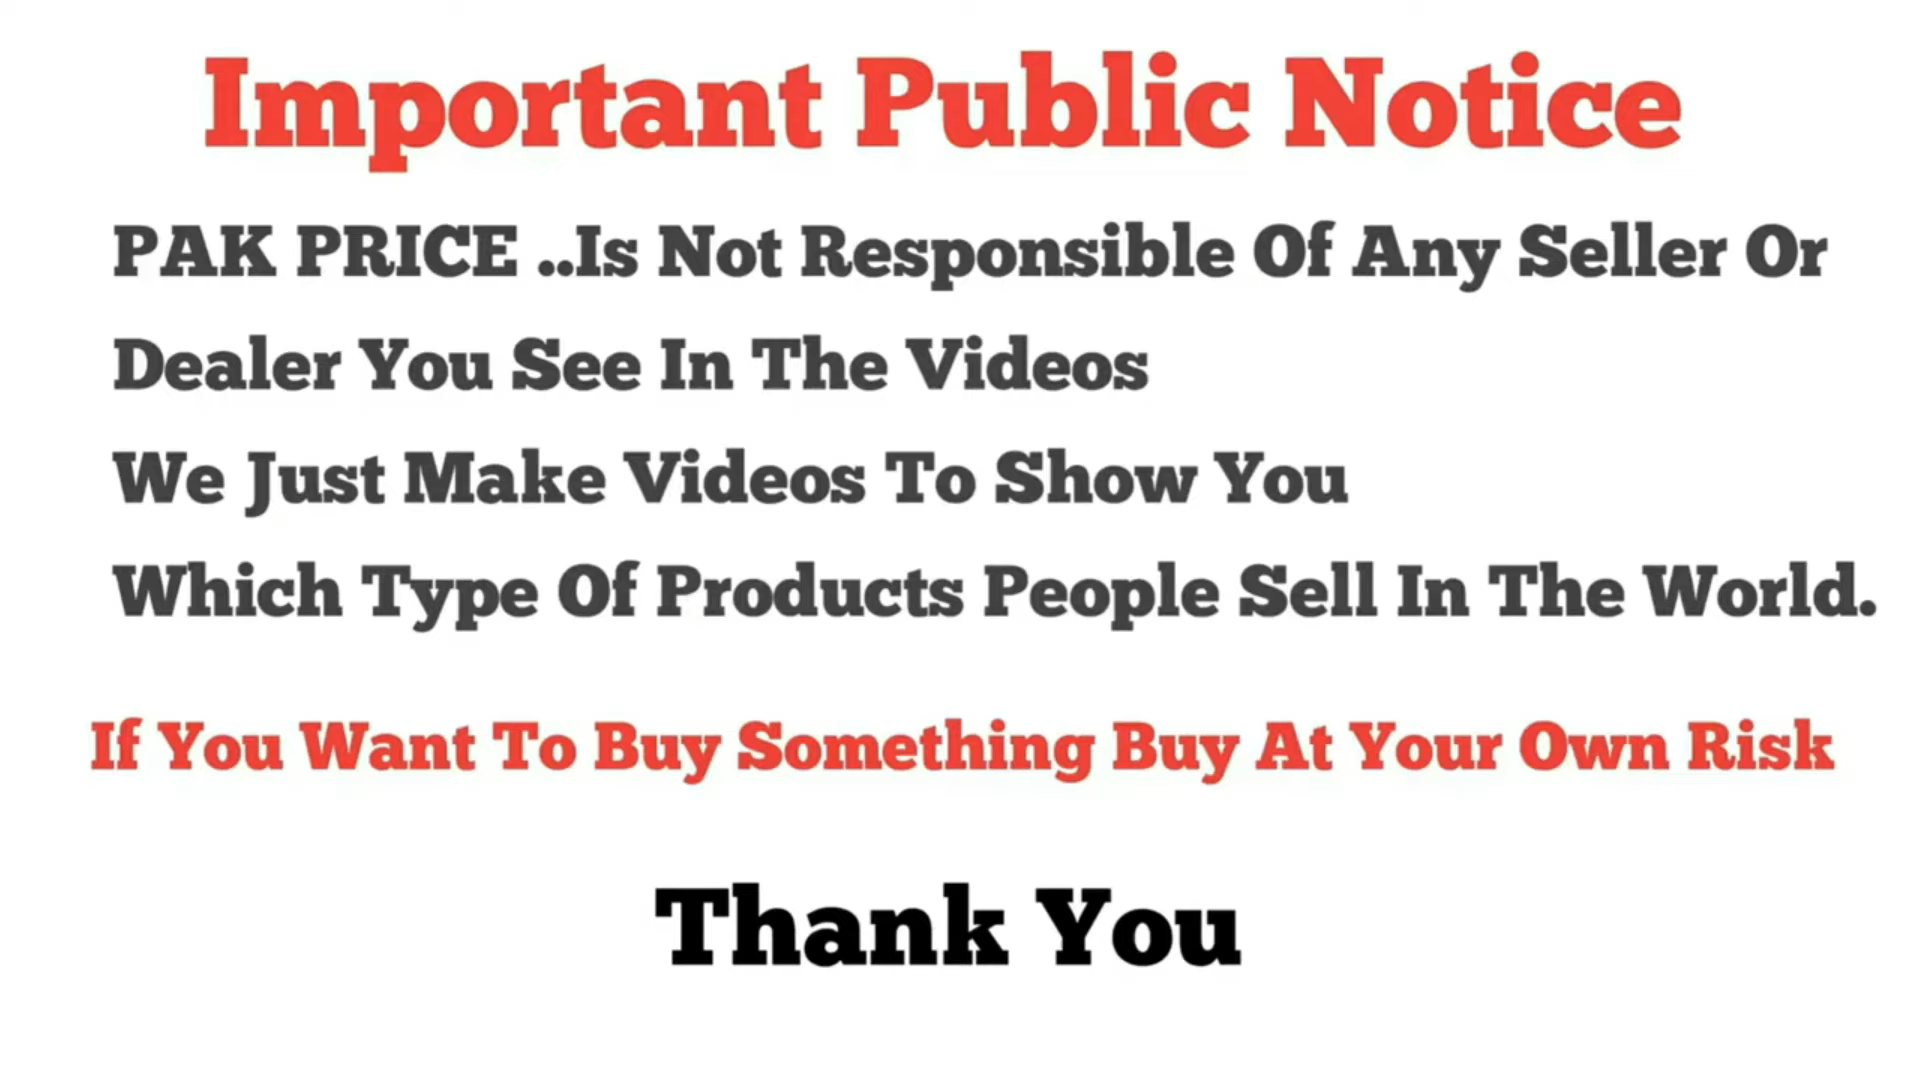 Important Public Notice
PAK PRICE ..Is Not Responsible Of Any Seller Or
Dealer You See In The Videos
We Just Make Videos To Show You
Which Type Of Products People Sell In The World.
If You Want To Buy Something Buy At Your Own Risk
Thank You